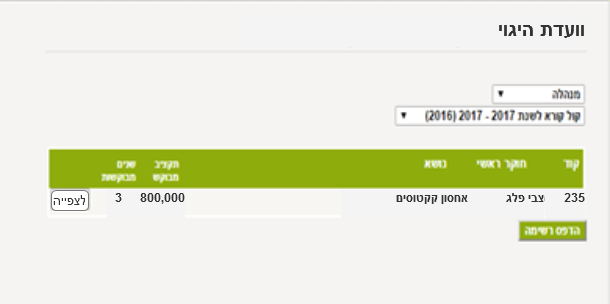 וועדת היגוי
מנהלה
קול קורא לשנת 2017 - 2017 (2016)
קוד חוקר ראשי נושא תקציב מבוקש שנים מבוקשות
235 צבי פלג אחסון קקטוסים 800,000 3 לצפייה
הדפס רשימה